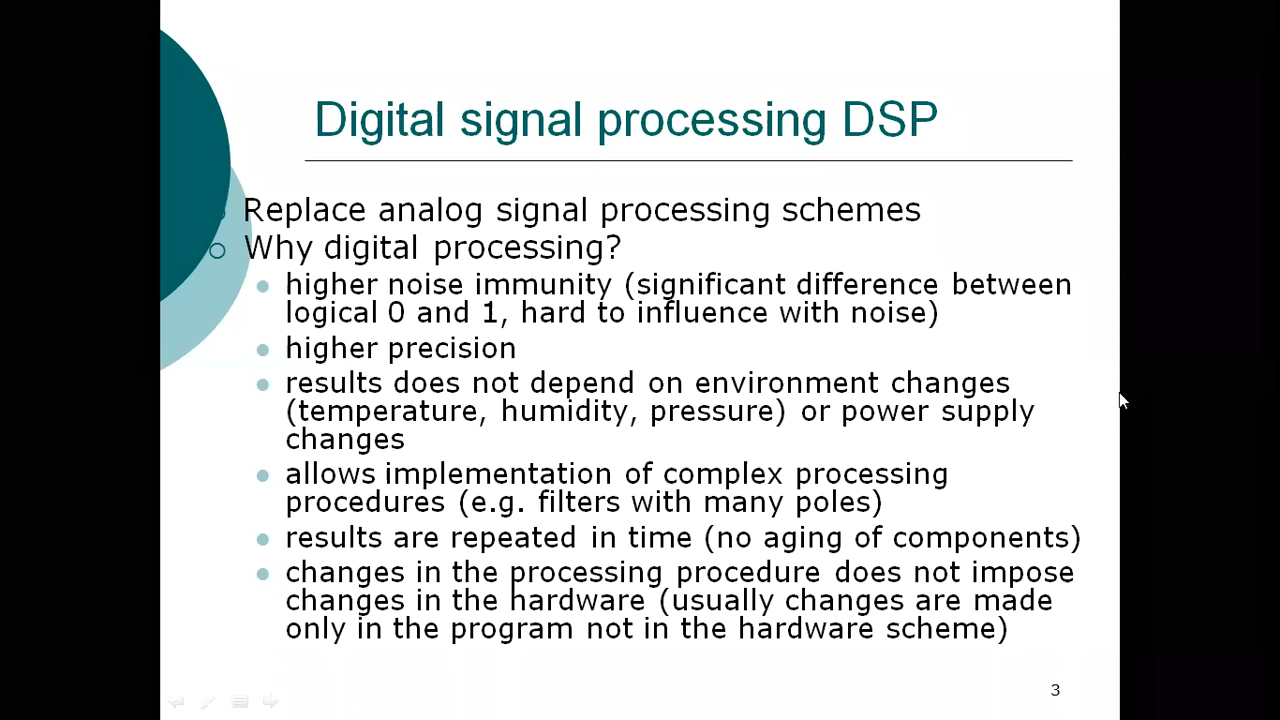 Digital signal processing DSP
Replace analog signal processing schemes
Why digital processing?
higher noise immunity (significant difference between
logical 0 and 1, hard to influence with noise)
higher precision
results does not depend on environment changes
(temperature, humidity, pressure) or power supply
changes
allows implementation of complex processing
procedures (e.g. filters with many poles)
results are repeated in time (no aging of components)
changes in the processing procedure does not impose
changes in the hardware (usually changes are made
only in the program not in the hardware scheme)
3